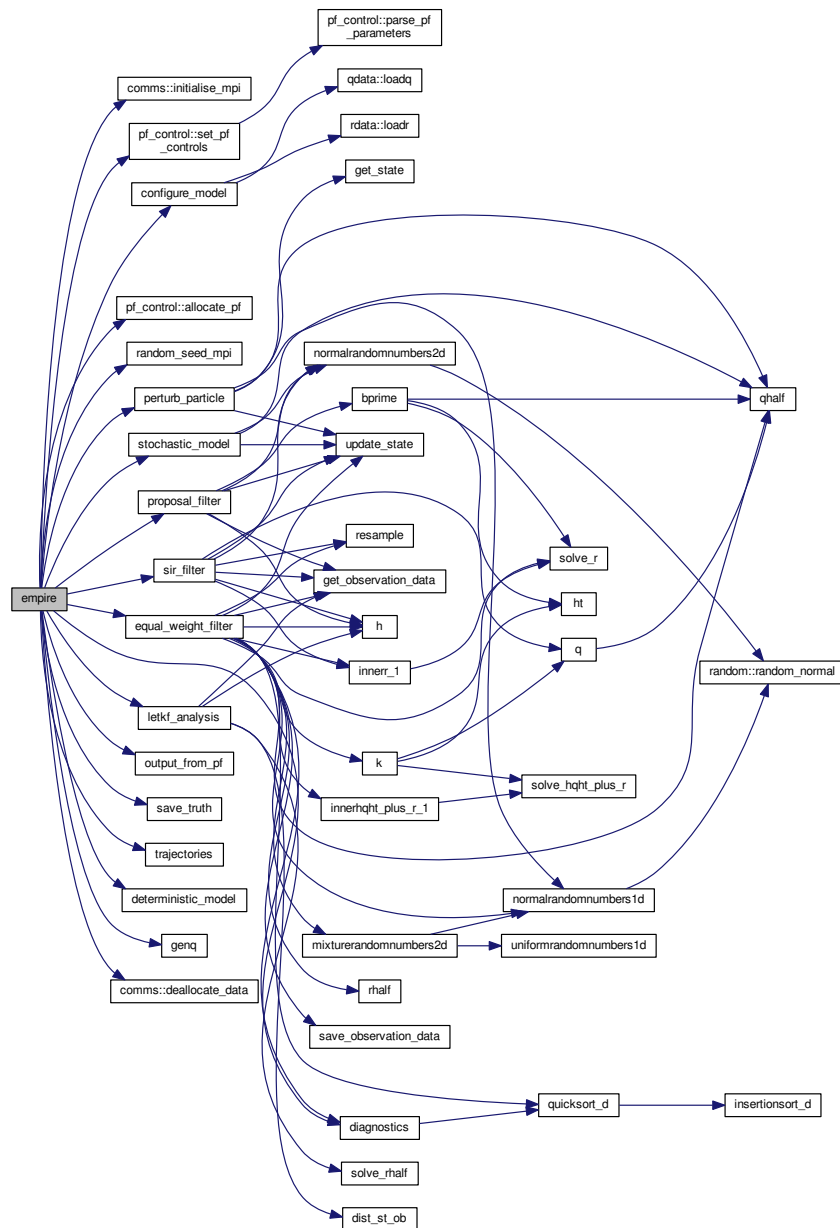 pf_control::parse_pf
_parameters
comms::initialise_mpi
qdata::loadq
pf_control::set_pf
_controls
rdata::loadr
configure_model
get_state
pf_control::allocate_pf
random_seed_mpi
normalrandomnumbers2d
perturb_particle
bprime
qhalf
stochastic_model
update_state
proposal_filter
resample
sir_filter
solve_r
get_observation_data
empire
ht
equal_weight_filter
h
q
innerr_1
random::random_normal
letkf_analysis
output_from_pf
k
solve_hqht_plus_r
save_truth
innerhqht_plus_r_1
trajectories
deterministic_model
normalrandomnumbers1d
genq
mixturerandomnumbers2d
uniformrandomnumbers1d
comms::deallocate_data
rhalf
save_observation_data
quicksort_d
insertionsort_d
diagnostics
solve_rhalf
dist_st_ob